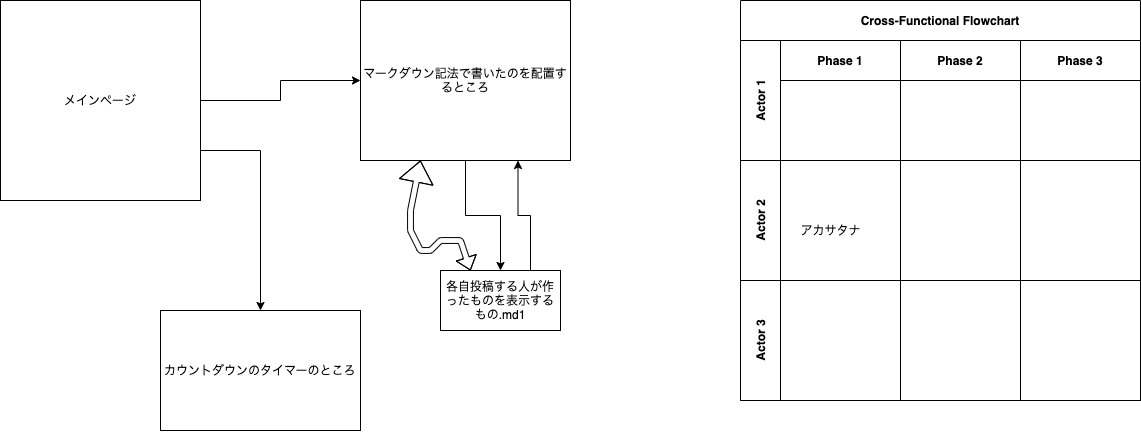 メインページ
マークダウン記法で書いたのを配置す
るところ
各自投稿する人が作
ったものを表示する
もの.md1
カウントダウンのタイマーのところ
Cross-Functional Flowchart
Phase 1
Phase 2
Phase 3
Actor 1
Actor 2
アカサタナ
Actor 3